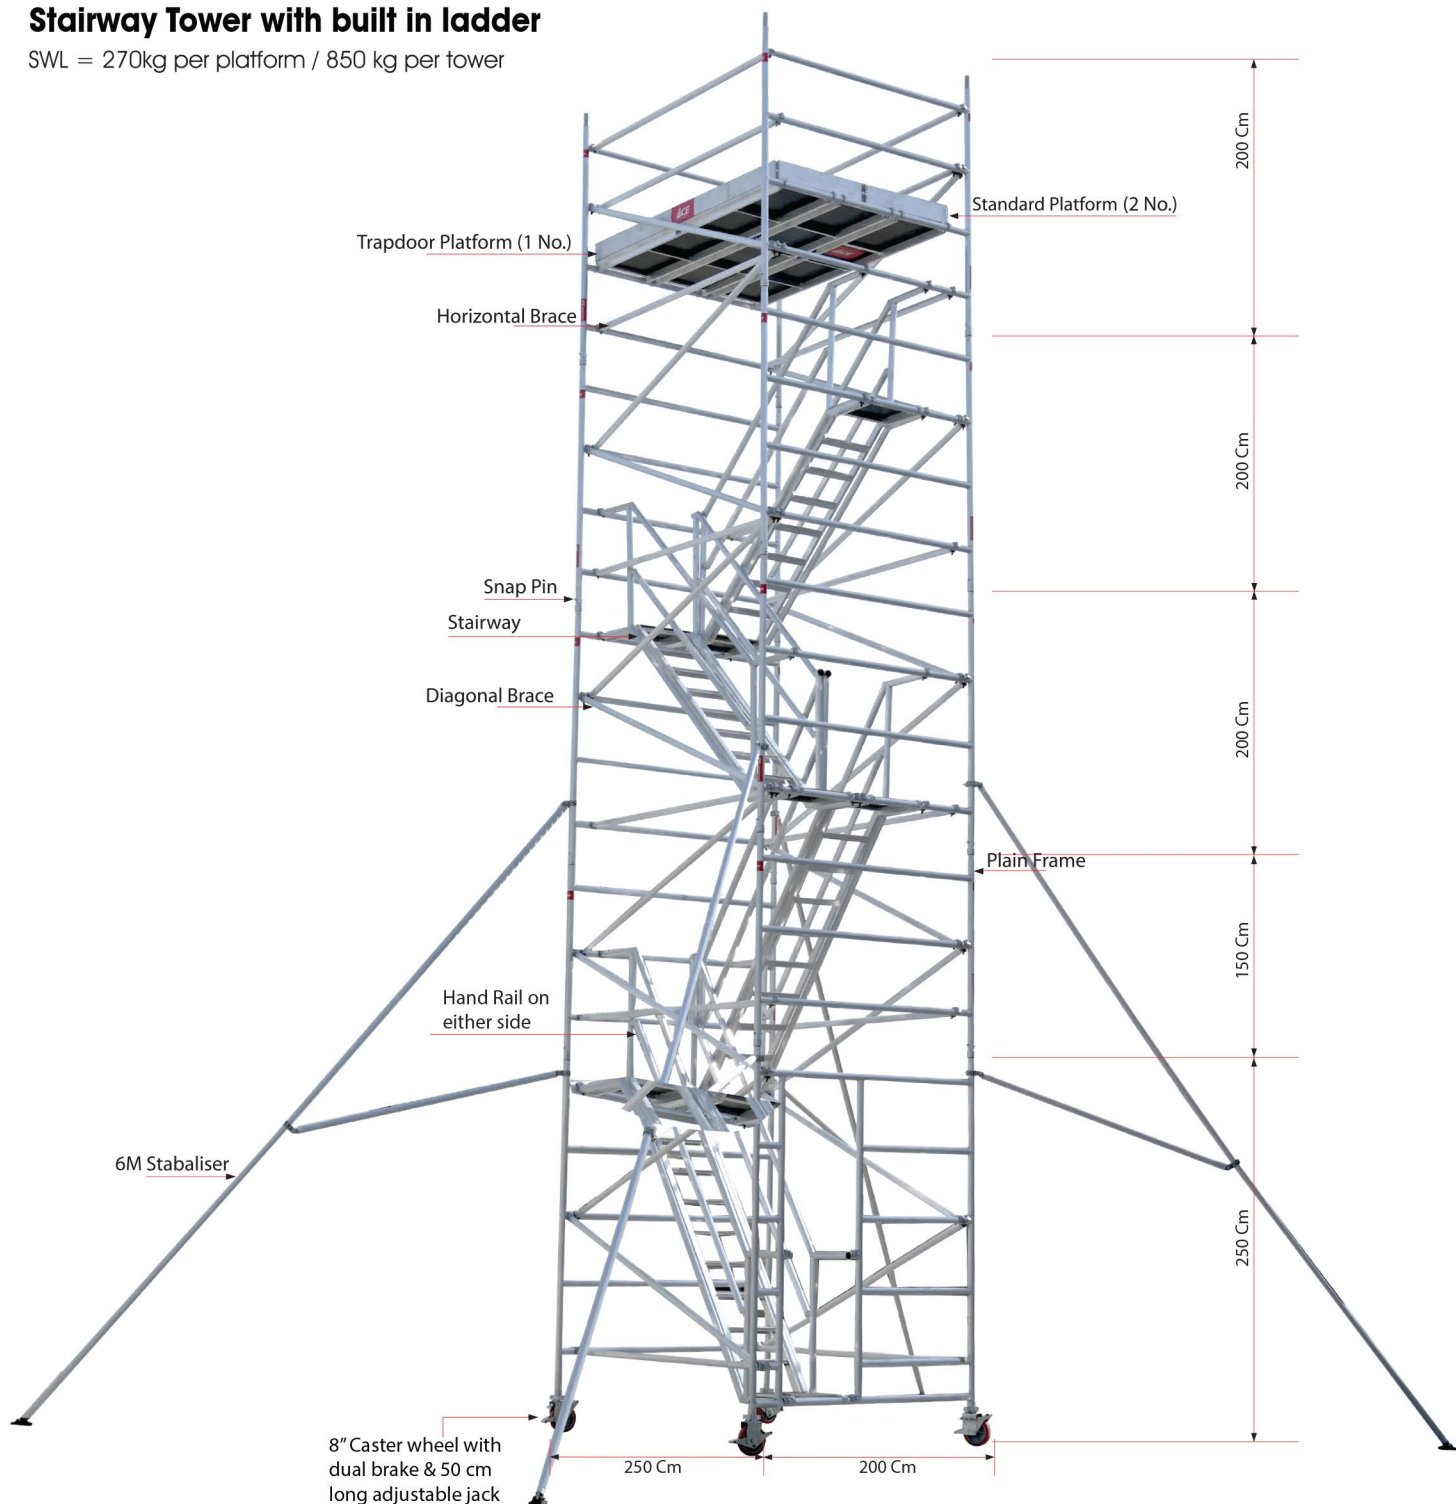 Stairway Tower with built in ladder
SWL = 270kg per platform / 850 kg per tower
200 Cm
Standard Platform (2 No.)
ACE
Trapdoor Platform (1 No.)
Horizontal Brace
200 Cm
Snap Pin
Stairway
Diagonal Brace
200 Cm
Plain Frame
150 Cm
Hand Rail on
either side
6M Stabaliser
250 Cm
8” Caster wheel with
dual brake & 50 cm
long adjustable jack
250 Cm
200 Cm